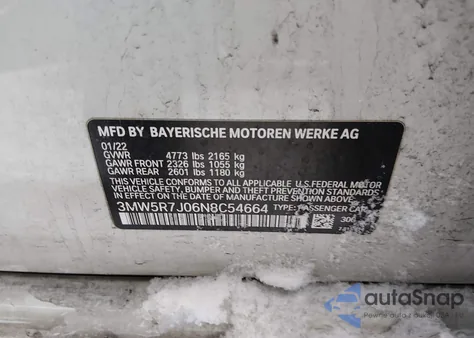 MFD BY BAYERISCHE MOTOREN WERKE AG
01/22
GVWR 4773 lbs 2165 kg
GAWR FRONT 2326 lbs 1055 kg
GAWR REAR 2601 lbs 1180 kg
THIS VEHICLE CONFORMS TO ALL APPLICABLE U.S. FEDERAL MOTOR
VEHICLE SAFETY, BUMPER, AND THEFT PREVENTION STANDARDS
IN EFFECT ON THE DATE OF MANUFACTURE SHOWN ABOVE.
3MW5R7J06N8C54664 TYPE: PASSENGER CAR
autoSnap